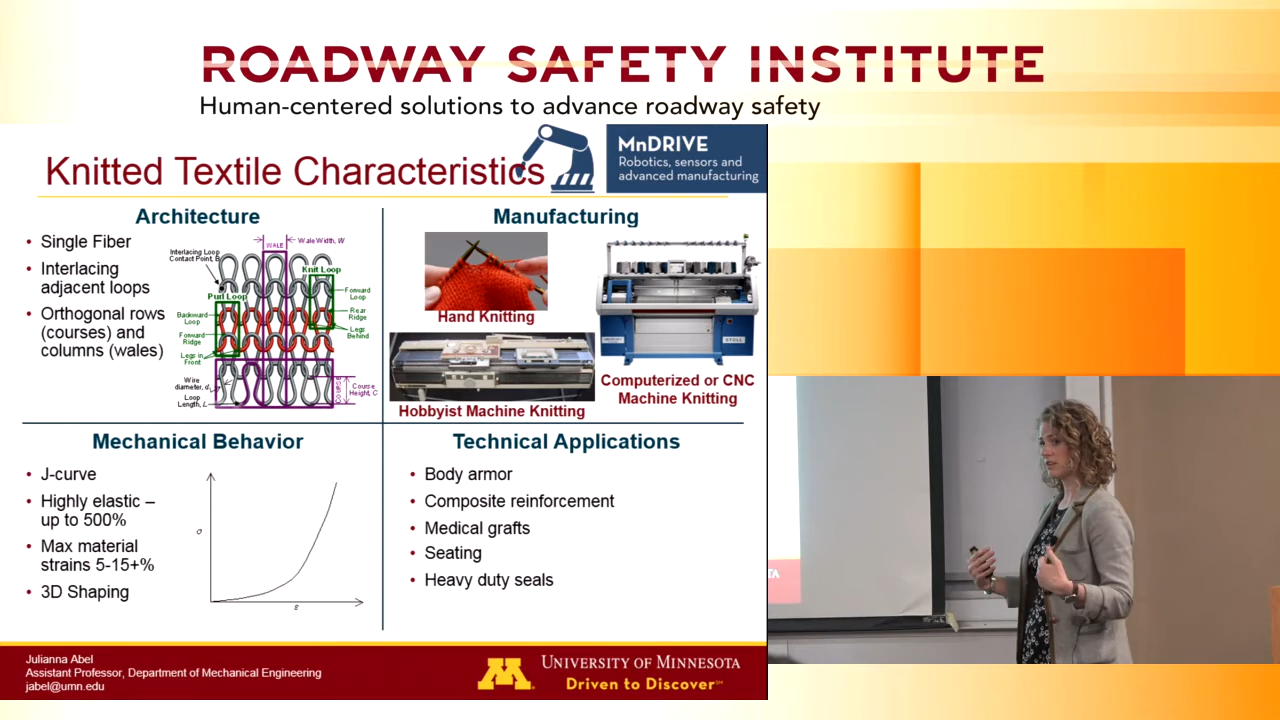 ROADWAY SAFETY INSTITUTE
Human-centered solutions to advance roadway safety
Knitted Textile Characteristics
MnDRIVE
Robotics, sensors and
advanced manufacturing
Architecture
• Single Fiber
• Interlacing
adjacent loops
• Orthogonal rows
(courses) and
columns (wales)
WALE
Wale Width, W
Interlacing Loop
Contact Point, B
Knit Loop
Purl Loop
Forward
Loop
Rear
Ridge
Legs
Behind
Backward
Loop
Forward
Ridge
Legs in
Front
Wire
diameter, d
Loop
Length, L
COURSE
Course
Height, C
Manufacturing
Hand Knitting
Hobbyist Machine Knitting
STOLL
Computerized or CNC
Machine Knitting
Mechanical Behavior
• J-curve
• Highly elastic –
up to 500%
• Max material
strains 5-15+%
• 3D Shaping
σ
ε
Technical Applications
• Body armor
• Composite reinforcement
• Medical grafts
• Seating
• Heavy duty seals
Julianna Abel
Assistant Professor, Department of Mechanical Engineering
jabel@umn.edu
M
UNIVERSITY OF MINNESOTA
Driven to Discover℠
TA